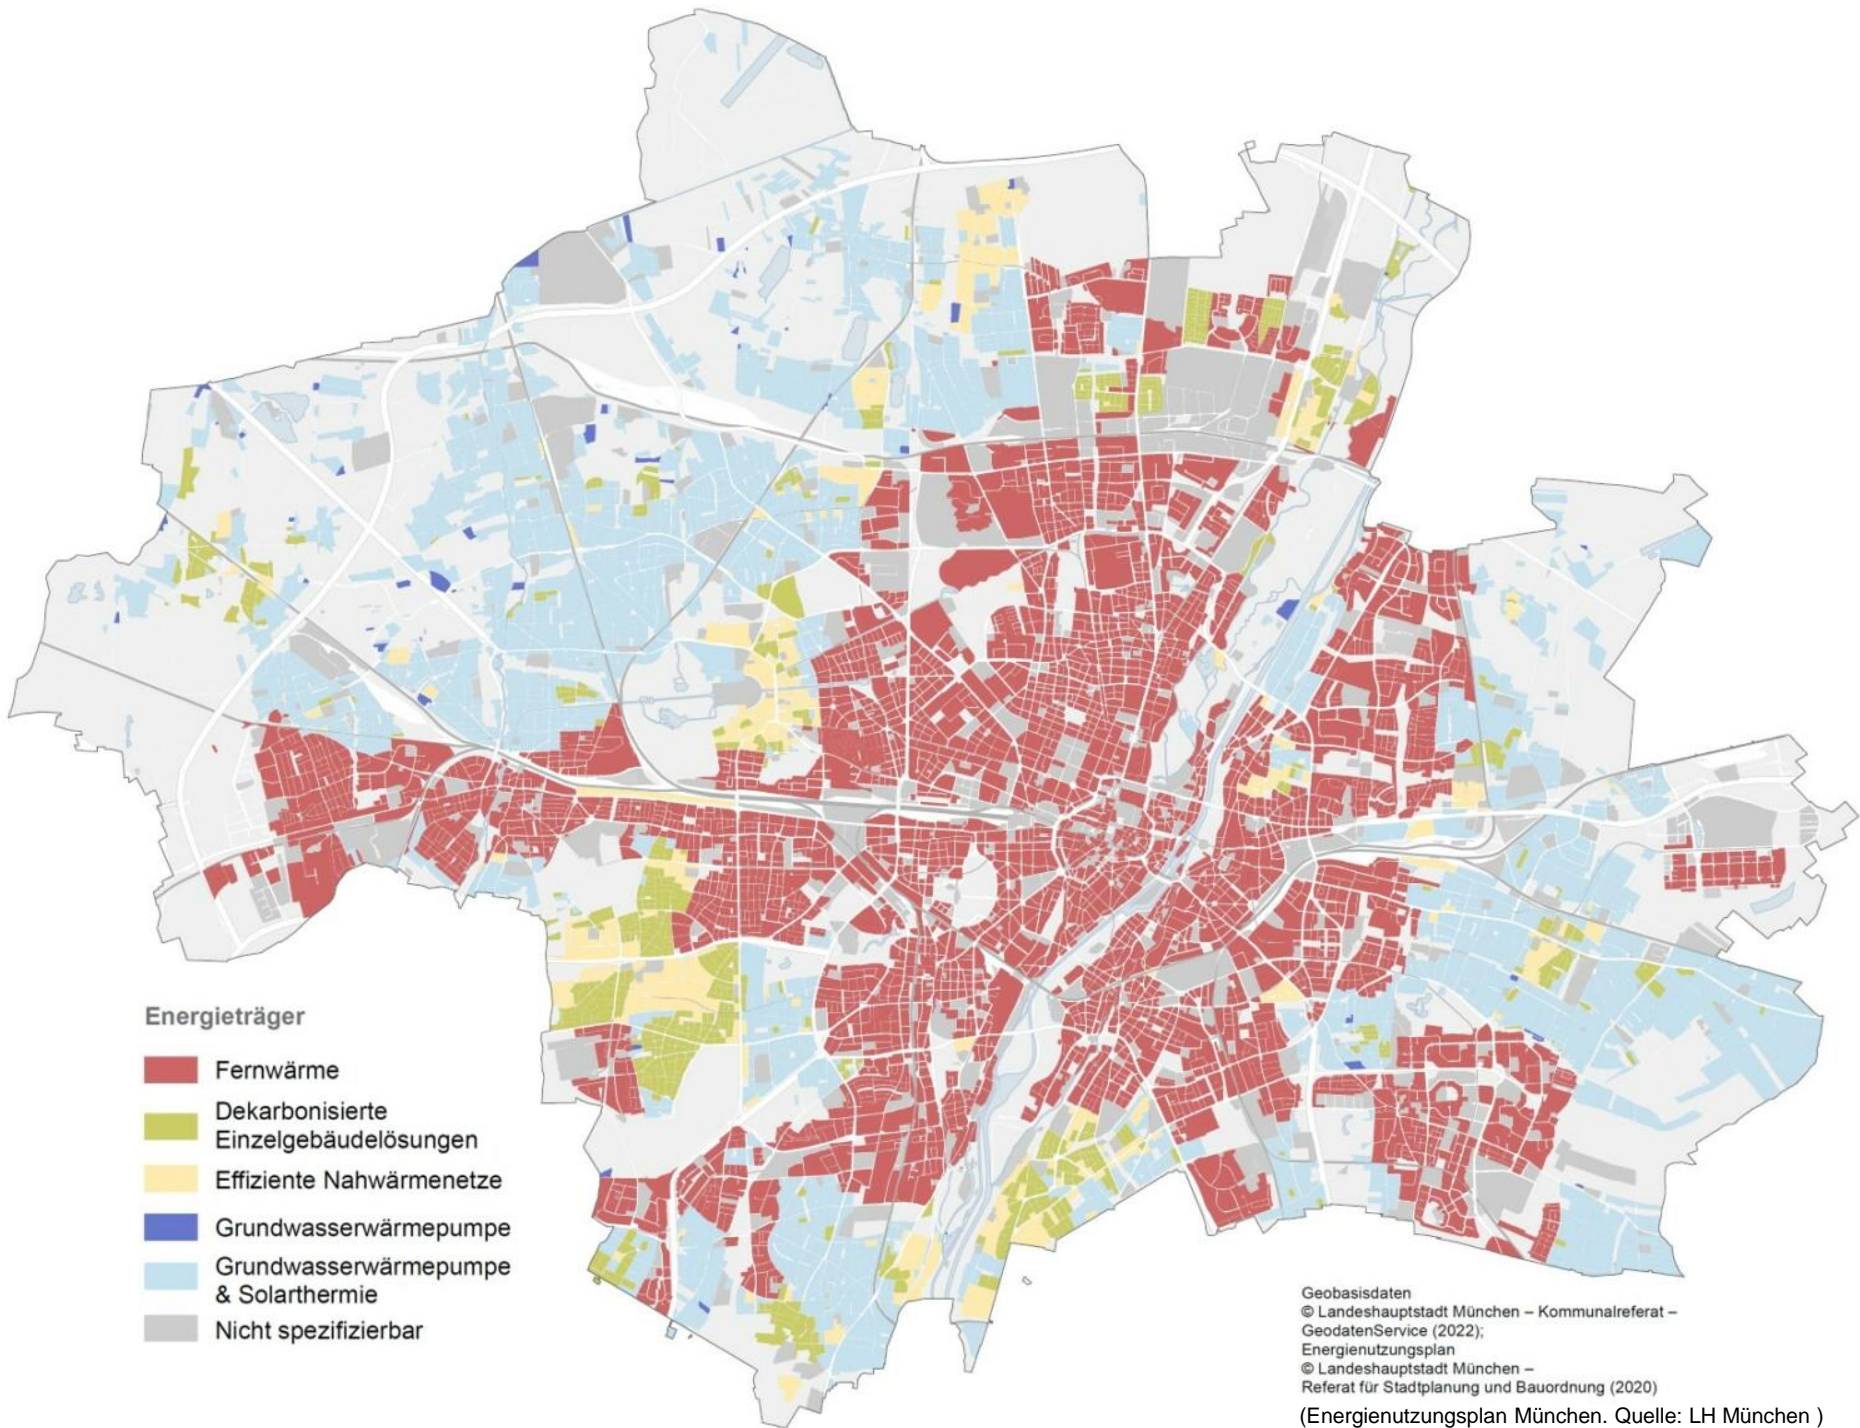 Energieträger
Fernwärme
Dekarbonisierte
Einzelgebäudelösungen
Effiziente Nahwärmenetze
Grundwasserwärmepumpe
Grundwasserwärmepumpe
& Solarthermie
Nicht spezifizierbar
Geobasisdaten
© Landeshauptstadt München – Kommunalreferat –
GeodatenService (2022);
Energienutzungsplan
© Landeshauptstadt München –
Referat für Stadtplanung und Bauordnung (2020)
(Energienutzungsplan München. Quelle: LH München )